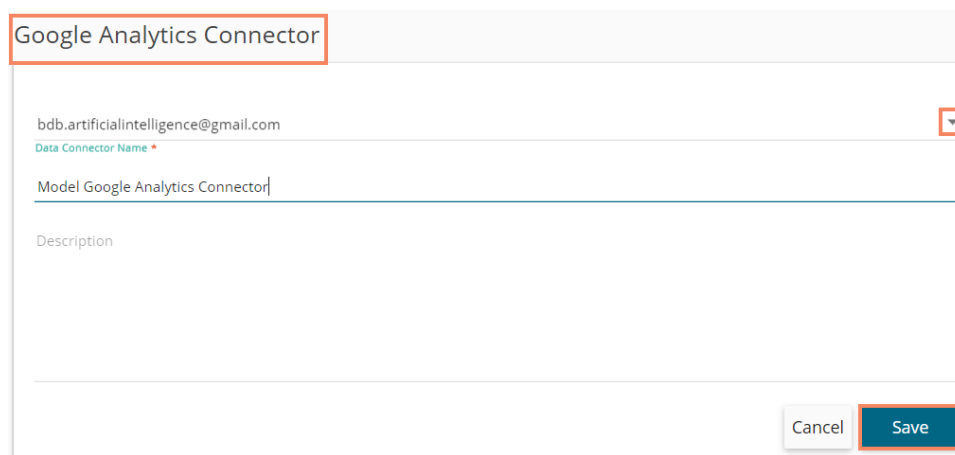 Google Analytics Connector
bdb.artificialintelligence@gmail.com
Data Connector Name *
Model Google Analytics Connector
Description
Cancel Save